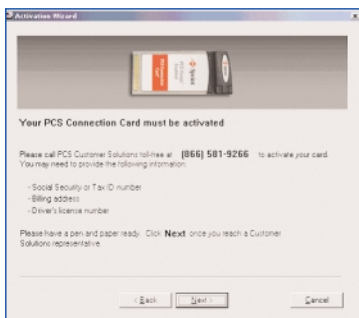 Activation Wizard
Sprint
Your PCS Connection Card must be activated
Please call PCS Customer Solutions toll-free at (866) 581-9266 to activate your card.
You may need to provide the following information:
- Social Security or Tax ID number
- Billing address
- Driver's license number
Please have a pen and paper ready. Click Next once you reach a Customer
Solutions representative.
< Back
Next >
Cancel